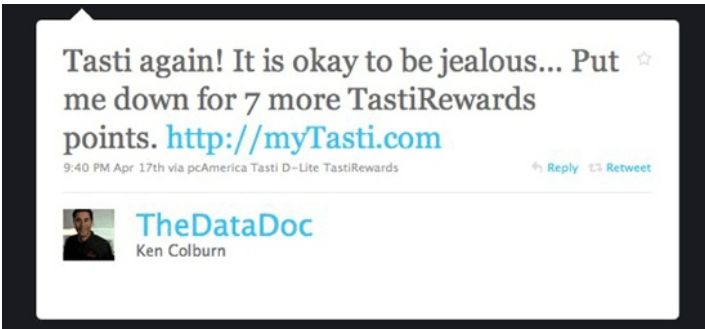 Tasti again! It is okay to be jealous... Put
me down for 7 more TastiRewards
points. http://myTasti.com
9:40 PM Apr 17th via pcAmerica Tasti D-Lite TastiRewards
Reply Retweet
TheDataDoc
Ken Colburn